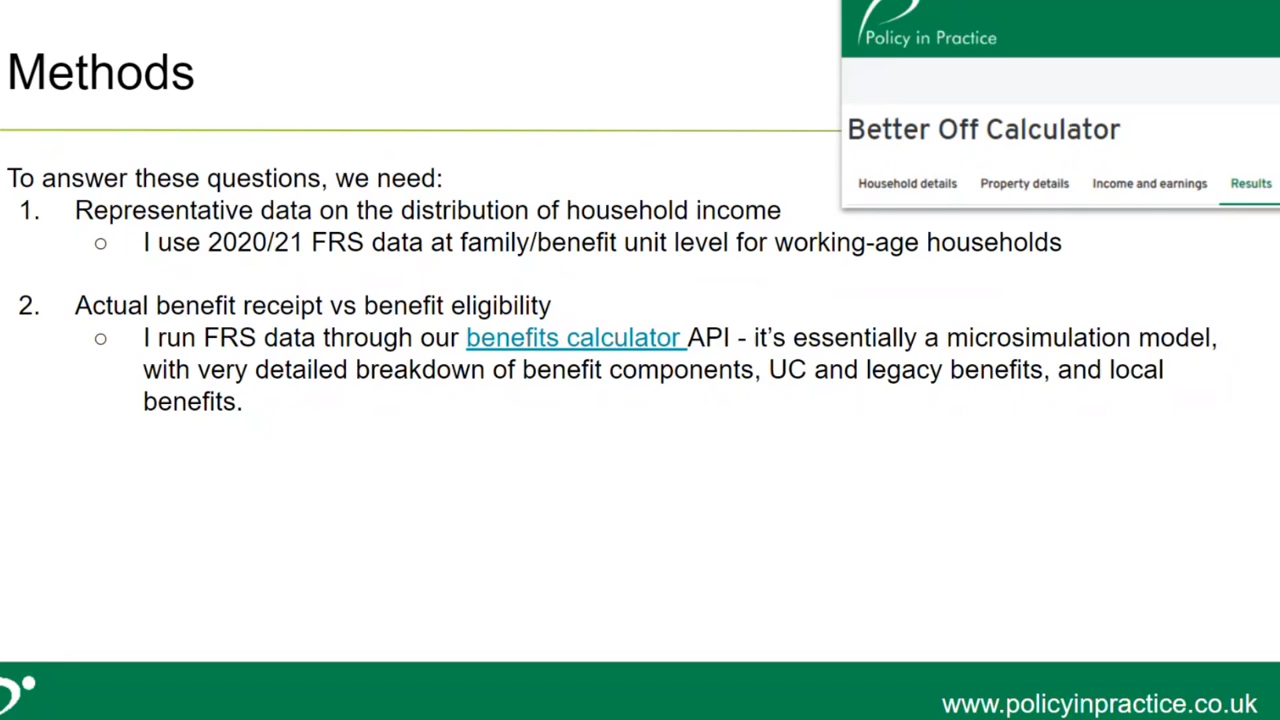 Policy in Practice
Methods
Better Off Calculator
Household details Property details Income and earnings Results
To answer these questions, we need:
1. Representative data on the distribution of household income
○ I use 2020/21 FRS data at family/benefit unit level for working-age households
2. Actual benefit receipt vs benefit eligibility
○ I run FRS data through our benefits calculator API - it’s essentially a microsimulation model,
with very detailed breakdown of benefit components, UC and legacy benefits, and local
benefits.
www.policyinpractice.co.uk